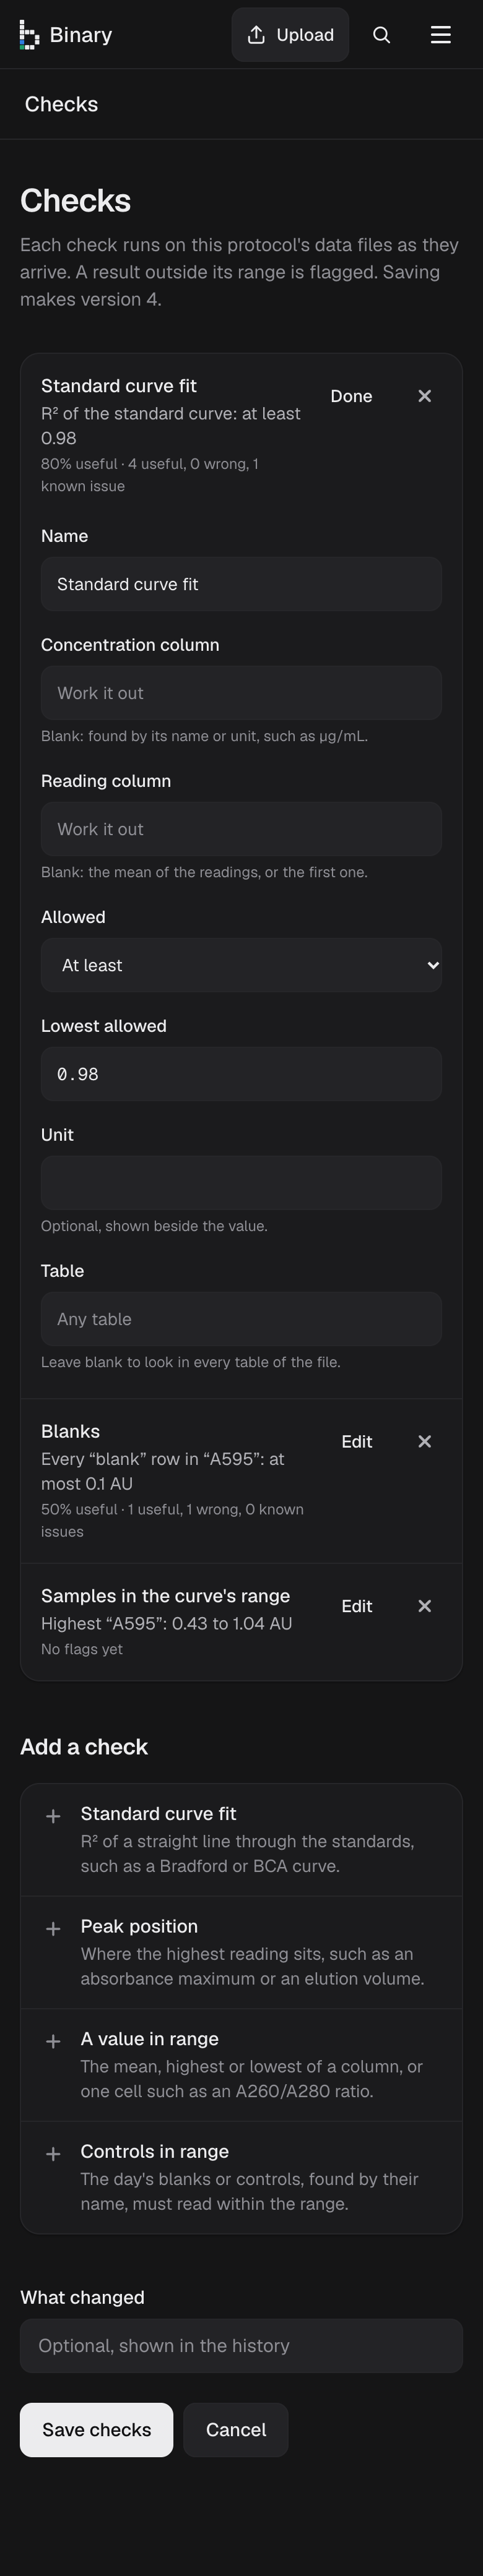 Binary
Upload
Checks
Checks
Each check runs on this protocol's data files as they
arrive. A result outside its range is flagged. Saving
makes version 4.
Standard curve fit
Done
R² of the standard curve: at least
0.98
80% useful · 4 useful, 0 wrong, 1
known issue
Name
Standard curve fit
Concentration column
Work it out
Blank: found by its name or unit, such as µg/mL.
Reading column
Work it out
Blank: the mean of the readings, or the first one.
Allowed
At least
Lowest allowed
0.98
Unit
Optional, shown beside the value.
Table
Any table
Leave blank to look in every table of the file.
Blanks
Edit
Every “blank” row in “A595”: at
most 0.1 AU
50% useful · 1 useful, 1 wrong, 0 known
issues
Samples in the curve's range
Edit
Highest “A595”: 0.43 to 1.04 AU
No flags yet
Add a check
Standard curve fit
R² of a straight line through the standards,
such as a Bradford or BCA curve.
Peak position
Where the highest reading sits, such as an
absorbance maximum or an elution volume.
A value in range
The mean, highest or lowest of a column, or
one cell such as an A260/A280 ratio.
Controls in range
The day's blanks or controls, found by their
name, must read within the range.
What changed
Optional, shown in the history
Save checks
Cancel